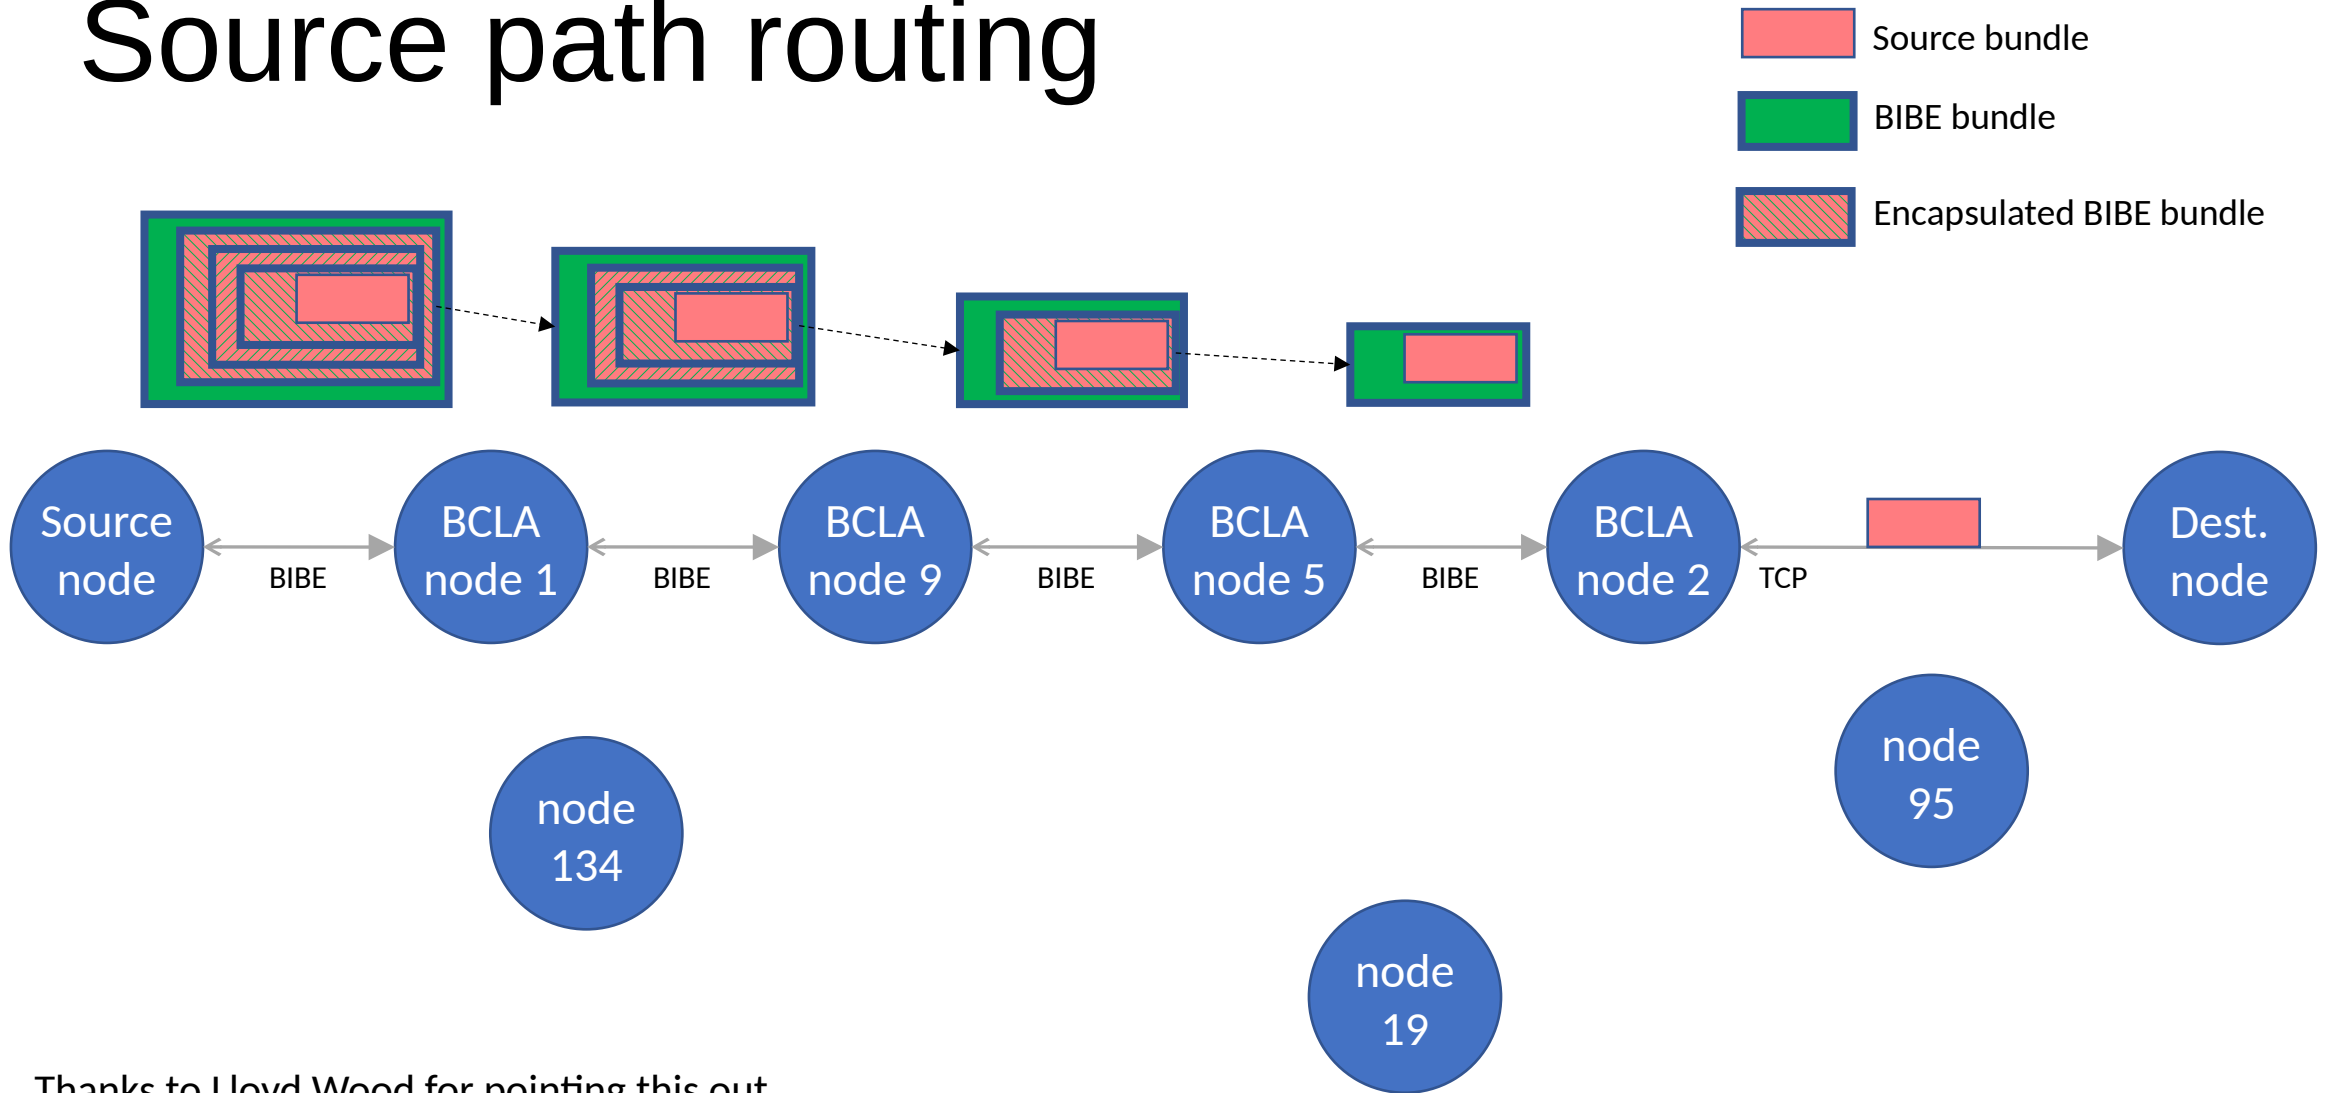 Source path routing
Source bundle
BIBE bundle
Encapsulated BIBE bundle
Source
node
BCLA
node 1
BCLA
node 9
BCLA
node 5
BCLA
node 2
Dest.
node
BIBE
BIBE
BIBE
BIBE
TCP
node
95
node
134
node
19
Thanks to Lloyd Wood for pointing this out